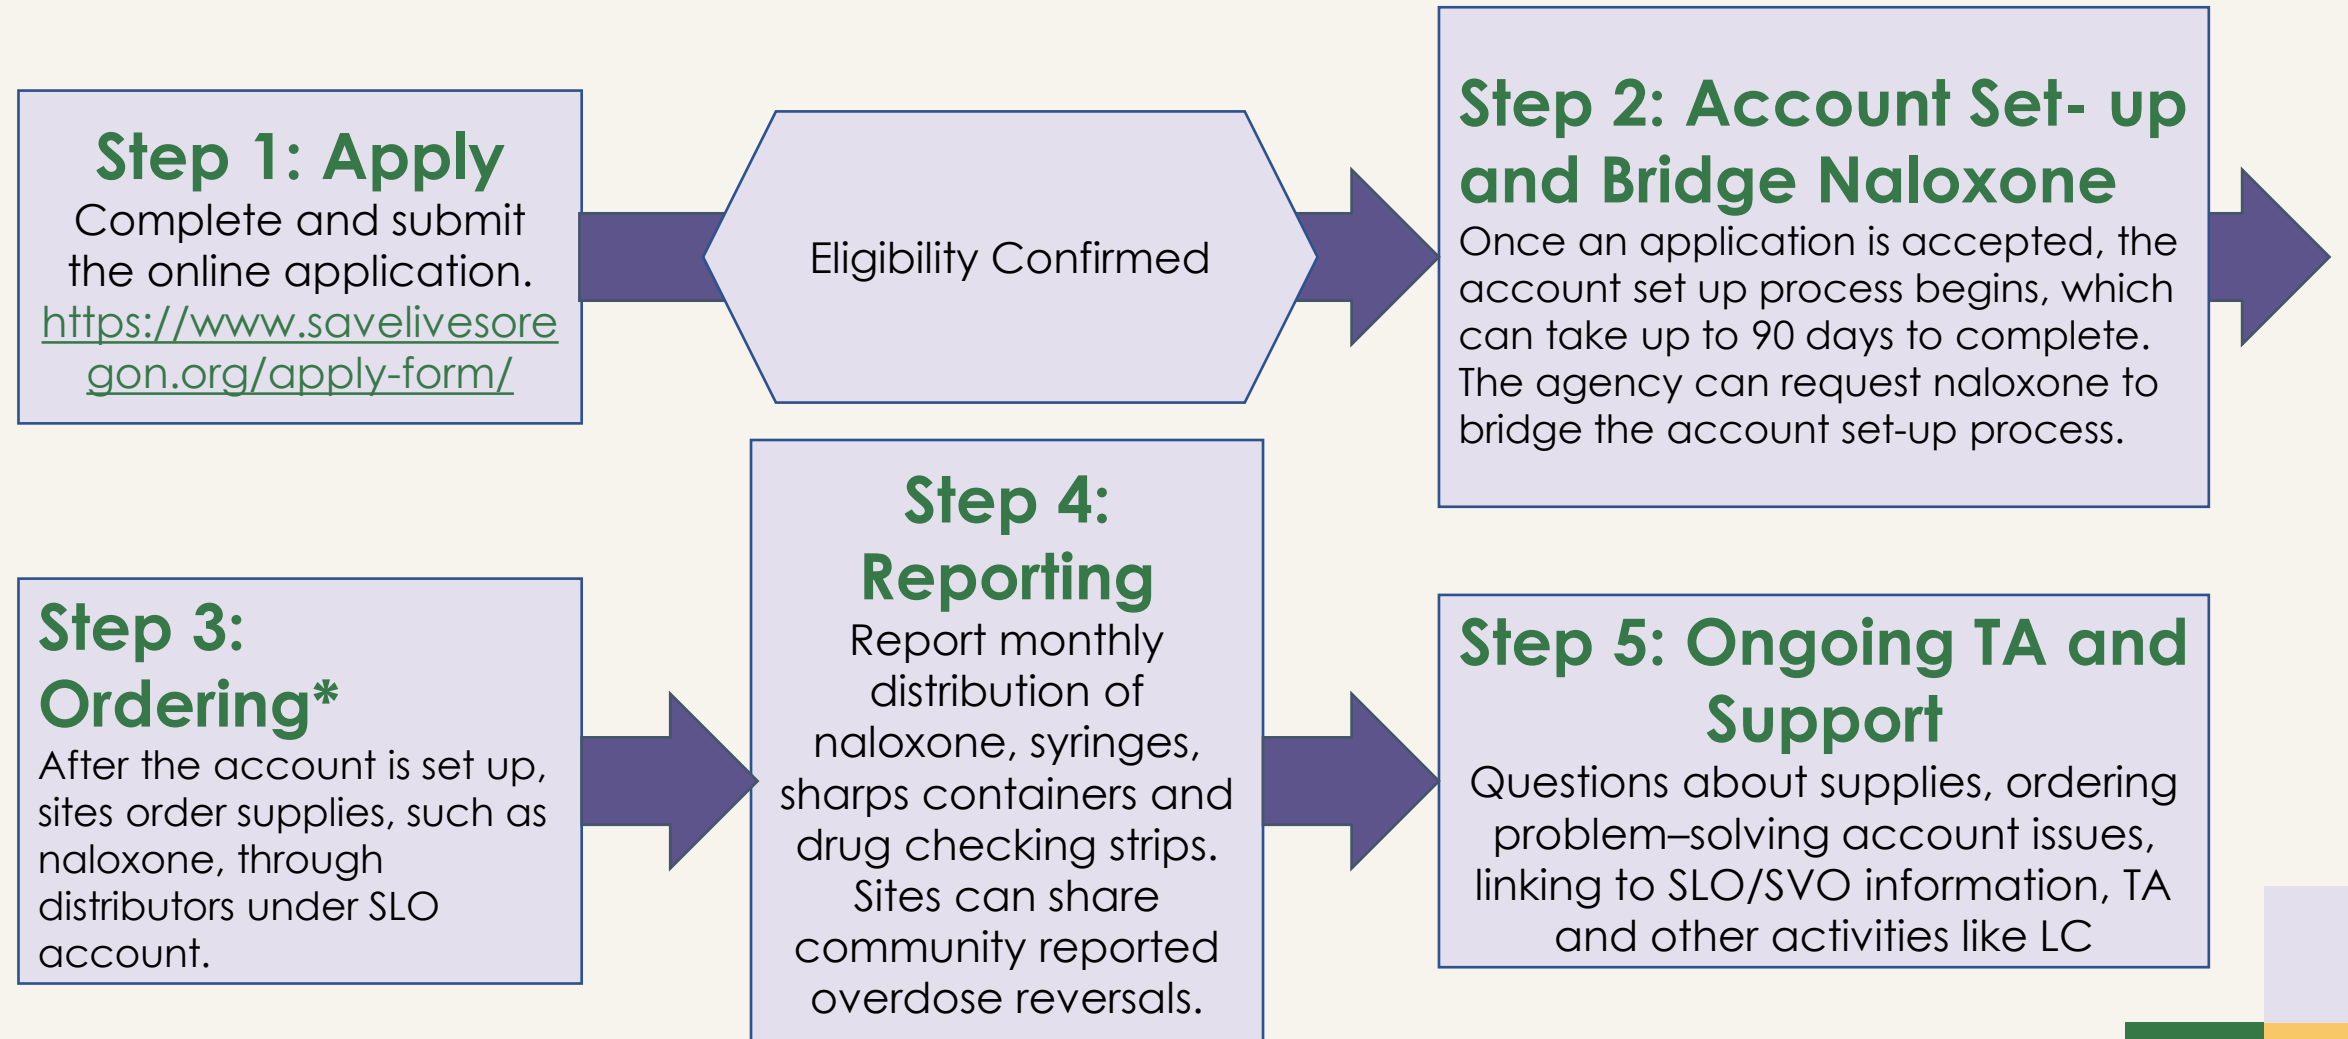 Step 1: Apply
Complete and submit
the online application.
https://www.savelivesore
gon.org/apply-form/
Eligibility Confirmed
Step 2: Account Set- up
and Bridge Naloxone
Once an application is accepted, the
account set up process begins, which
can take up to 90 days to complete.
The agency can request naloxone to
bridge the account set-up process.
Step 3:
Ordering*
After the account is set up,
sites order supplies, such as
naloxone, through
distributors under SLO
account.
Step 4:
Reporting
Report monthly
distribution of
naloxone, syringes,
sharps containers and
drug checking strips.
Sites can share
community reported
overdose reversals.
Step 5: Ongoing TA and
Support
Questions about supplies, ordering
problem–solving account issues,
linking to SLO/SVO information, TA
and other activities like LC